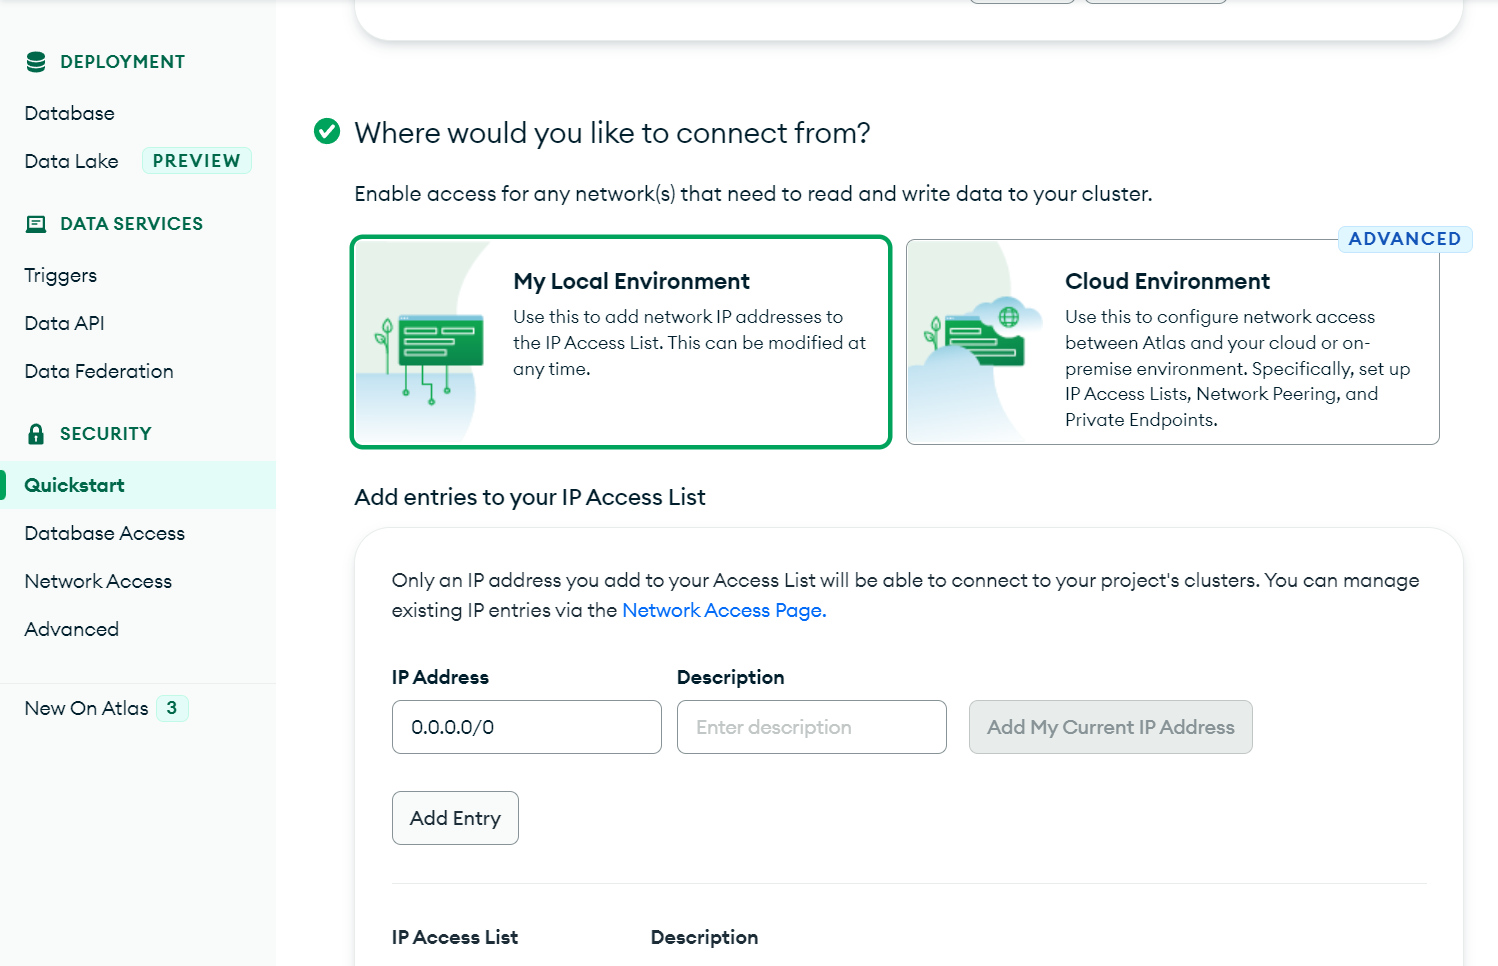 DEPLOYMENT
Database
Data Lake PREVIEW
DATA SERVICES
Triggers
Data API
Data Federation
SECURITY
Quickstart
Database Access
Network Access
Advanced
New On Atlas 3
Where would you like to connect from?
Enable access for any network(s) that need to read and write data to your cluster.
My Local Environment
Use this to add network IP addresses to
the IP Access List. This can be modified at
any time.
ADVANCED
Cloud Environment
Use this to configure network access
between Atlas and your cloud or on-
premise environment. Specifically, set up
IP Access Lists, Network Peering, and
Private Endpoints.
Add entries to your IP Access List
Only an IP address you add to your Access List will be able to connect to your project's clusters. You can manage
existing IP entries via the Network Access Page.
IP Address Description
0.0.0.0/0 Enter description Add My Current IP Address
Add Entry
IP Access List Description